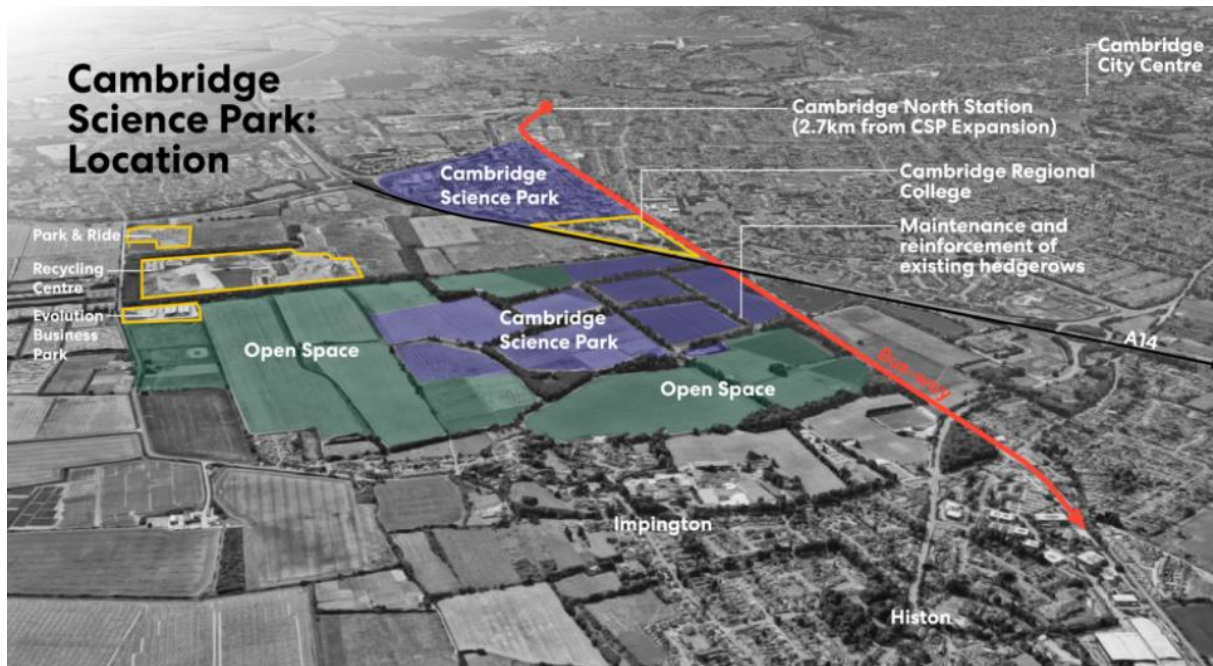 Cambridge
Science Park:
Location
Cambridge
City Centre
Cambridge North Station
(2.7km from CSP Expansion)
Cambridge
Science Park
Cambridge Regional
College
Maintenance and
reinforcement of
existing hedgerows
Park & Ride
Recycling
Centre
Evolution
Business
Park
Open Space
Cambridge
Science Park
Open Space
A14
Bus-way
Impington
Histon